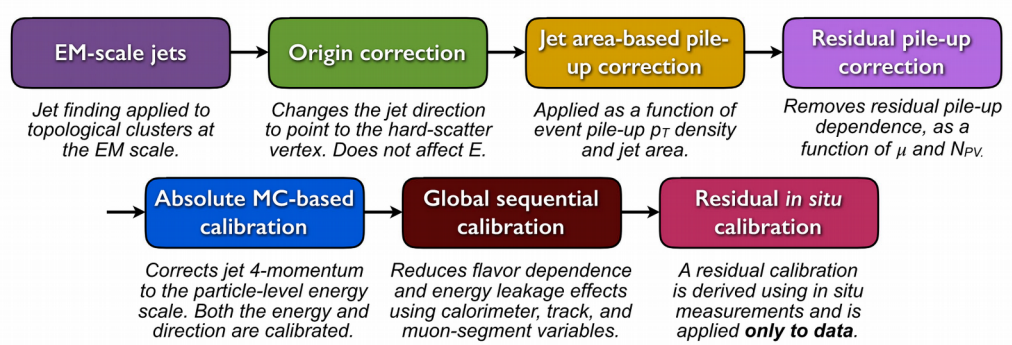 EM-scale jets
Jet finding applied to
topological clusters at
the EM scale.
Origin correction
Changes the jet direction
to point to the hard-scatter
vertex. Does not affect E.
Jet area-based pile-
up correction
Applied as a function of
event pile-up pT density
and jet area.
Residual pile-up
correction
Removes residual pile-up
dependence, as a
function of µ and NPV.
Absolute MC-based
calibration
Corrects jet 4-momentum
to the particle-level energy
scale. Both the energy and
direction are calibrated.
Global sequential
calibration
Reduces flavor dependence
and energy leakage effects
using calorimeter, track, and
muon-segment variables.
Residual in situ
calibration
A residual calibration
is derived using in situ
measurements and is
applied only to data.